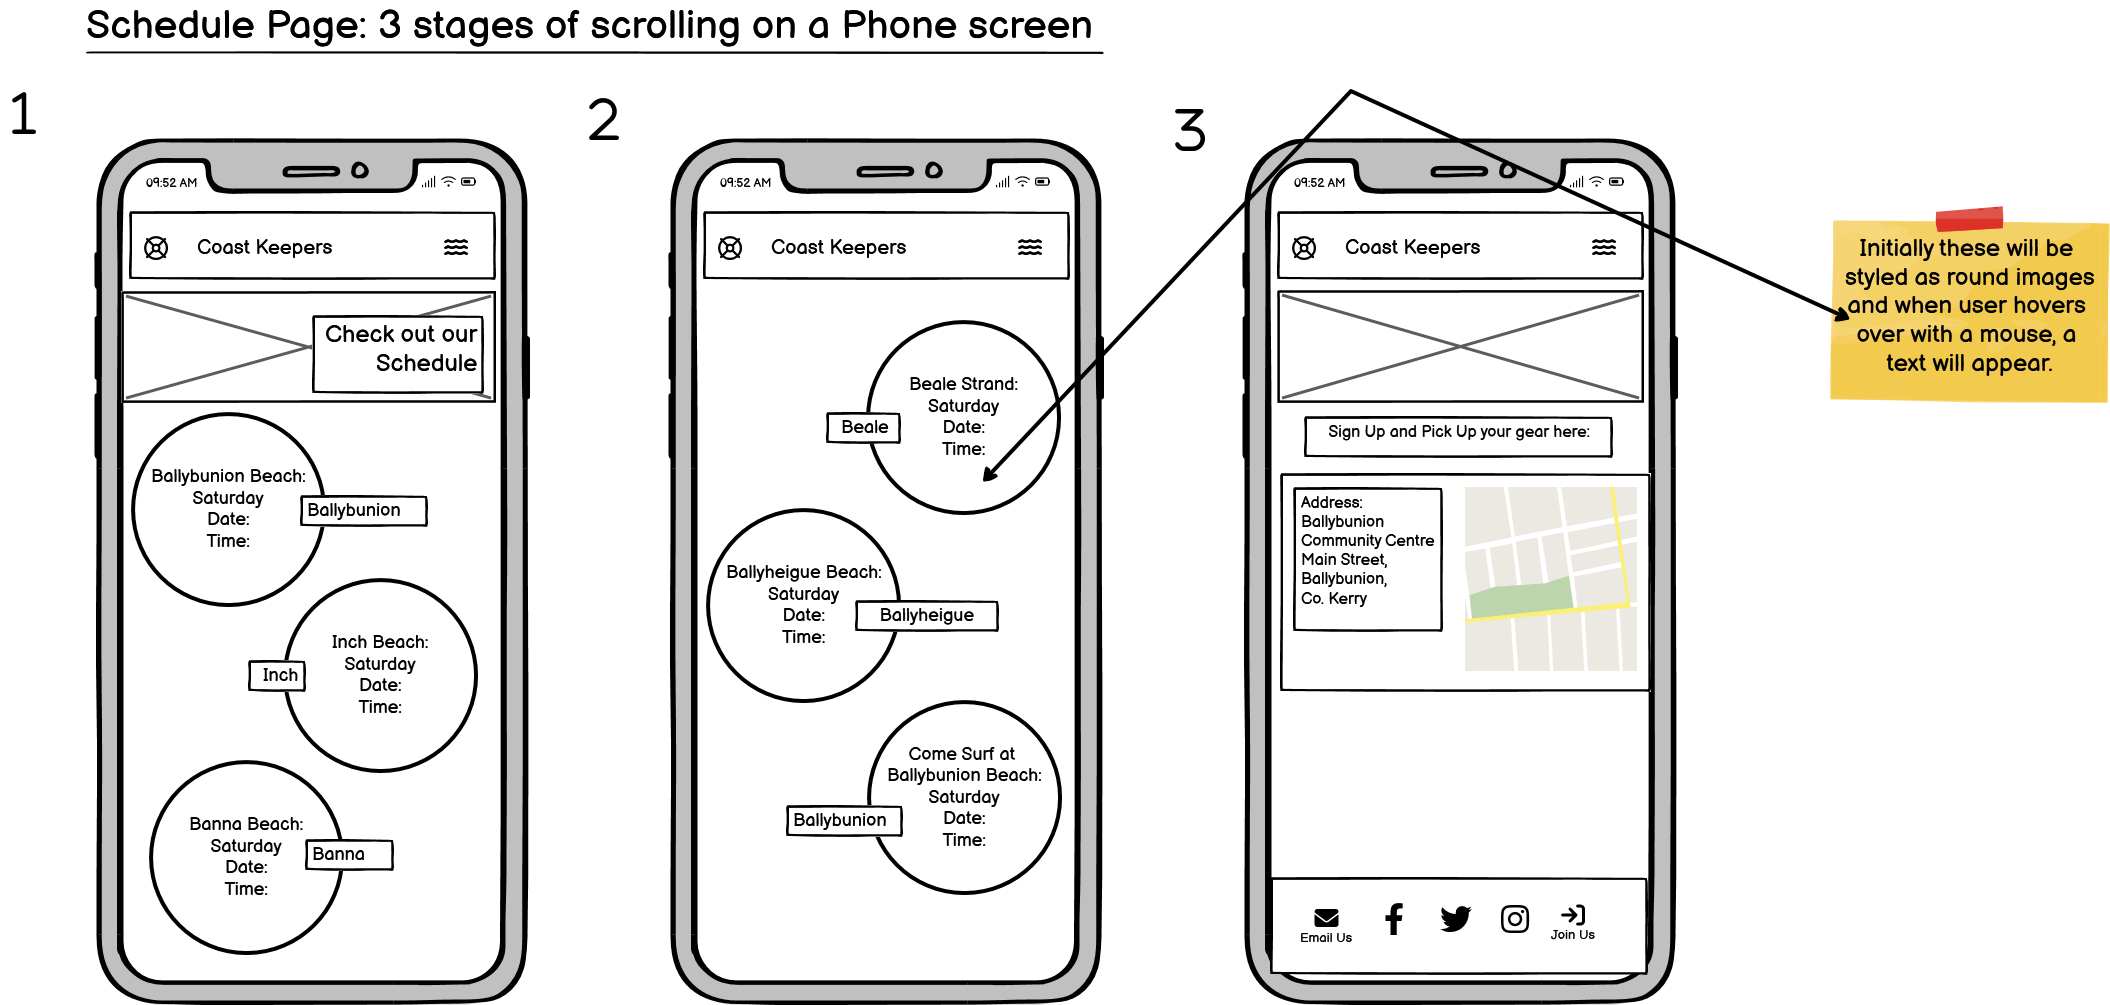 Schedule Page: 3 stages of scrolling on a Phone screen
1
09:52 AM
Coast Keepers
Check out our
Schedule
Ballybunion Beach:
Saturday
Date:
Time:
Ballybunion
Inch Beach:
Saturday
Date:
Time:
Inch
Banna Beach:
Saturday
Date:
Time:
Banna
2
09:52 AM
Coast Keepers
Beale Strand:
Saturday
Date:
Time:
Beale
Ballyheigue Beach:
Saturday
Date:
Time:
Ballyheigue
Come Surf at
Ballybunion Beach:
Saturday
Date:
Time:
Ballybunion
3
09:52 AM
Coast Keepers
Sign Up and Pick Up your gear here:
Address:
Ballybunion
Community Centre
Main Street,
Ballybunion,
Co. Kerry
Email Us
Join Us
Initially these will be
styled as round images
and when user hovers
over with a mouse, a
text will appear.